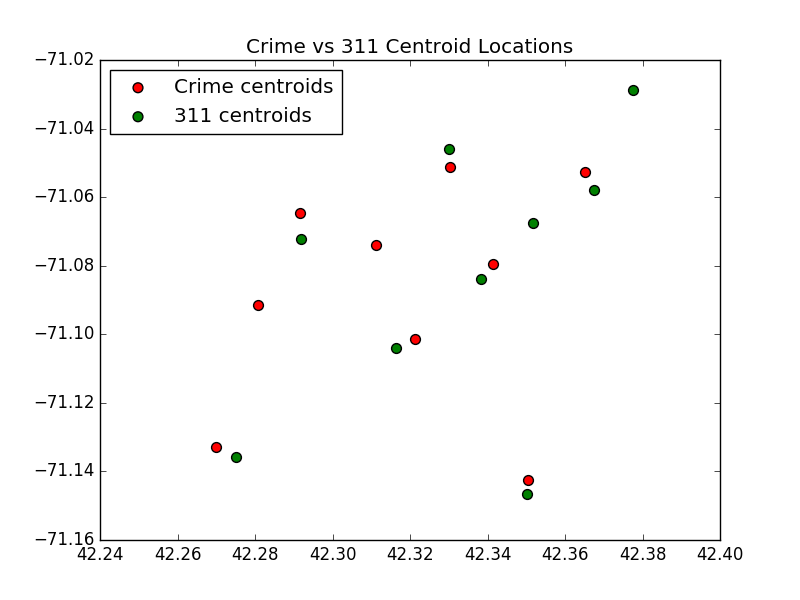 Crime vs 311 Centroid Locations
Crime centroids
311 centroids
−71.02
−71.04
−71.06
−71.08
−71.10
−71.12
−71.14
−71.16
42.24 42.26 42.28 42.30 42.32 42.34 42.36 42.38 42.40